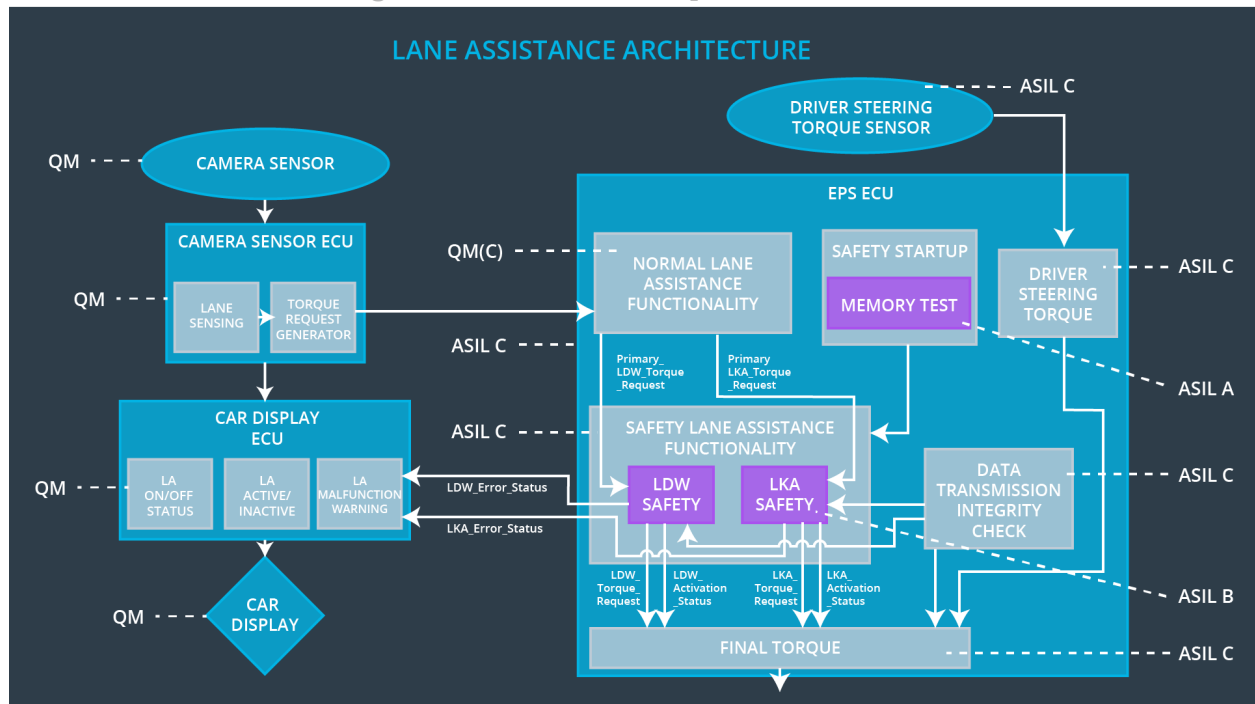 LANE ASSISTANCE ARCHITECTURE
ASIL C
DRIVER STEERING
TORQUE SENSOR
QM
CAMERA SENSOR
EPS ECU
CAMERA SENSOR ECU
QM
LANE
SENSING
TORQUE
REQUEST
GENERATOR
QM(C)
NORMAL LANE
ASSISTANCE
FUNCTIONALITY
SAFETY STARTUP
MEMORY TEST
DRIVER
STEERING
TORQUE
ASIL C
ASIL C
ASIL A
Primary_
LDW_Torque
_Request
Primary
LKA_Torque
_Request
CAR DISPLAY
ECU
QM
LA
ON/OFF
STATUS
LA
ACTIVE/
INACTIVE
LA
MALFUNCTION
WARNING
ASIL C
SAFETY LANE ASSISTANCE
FUNCTIONALITY
LDW
SAFETY
LKA
SAFETY
DATA
TRANSMISSION
INTEGRITY
CHECK
ASIL C
LDW_Error_Status
LKA_Error_Status
LDW_
Torque_
Request
LDW_
Activation
_Status
LKA_
Torque_
Request
LKA_
Activation
_Status
ASIL B
QM
CAR
DISPLAY
FINAL TORQUE
ASIL C